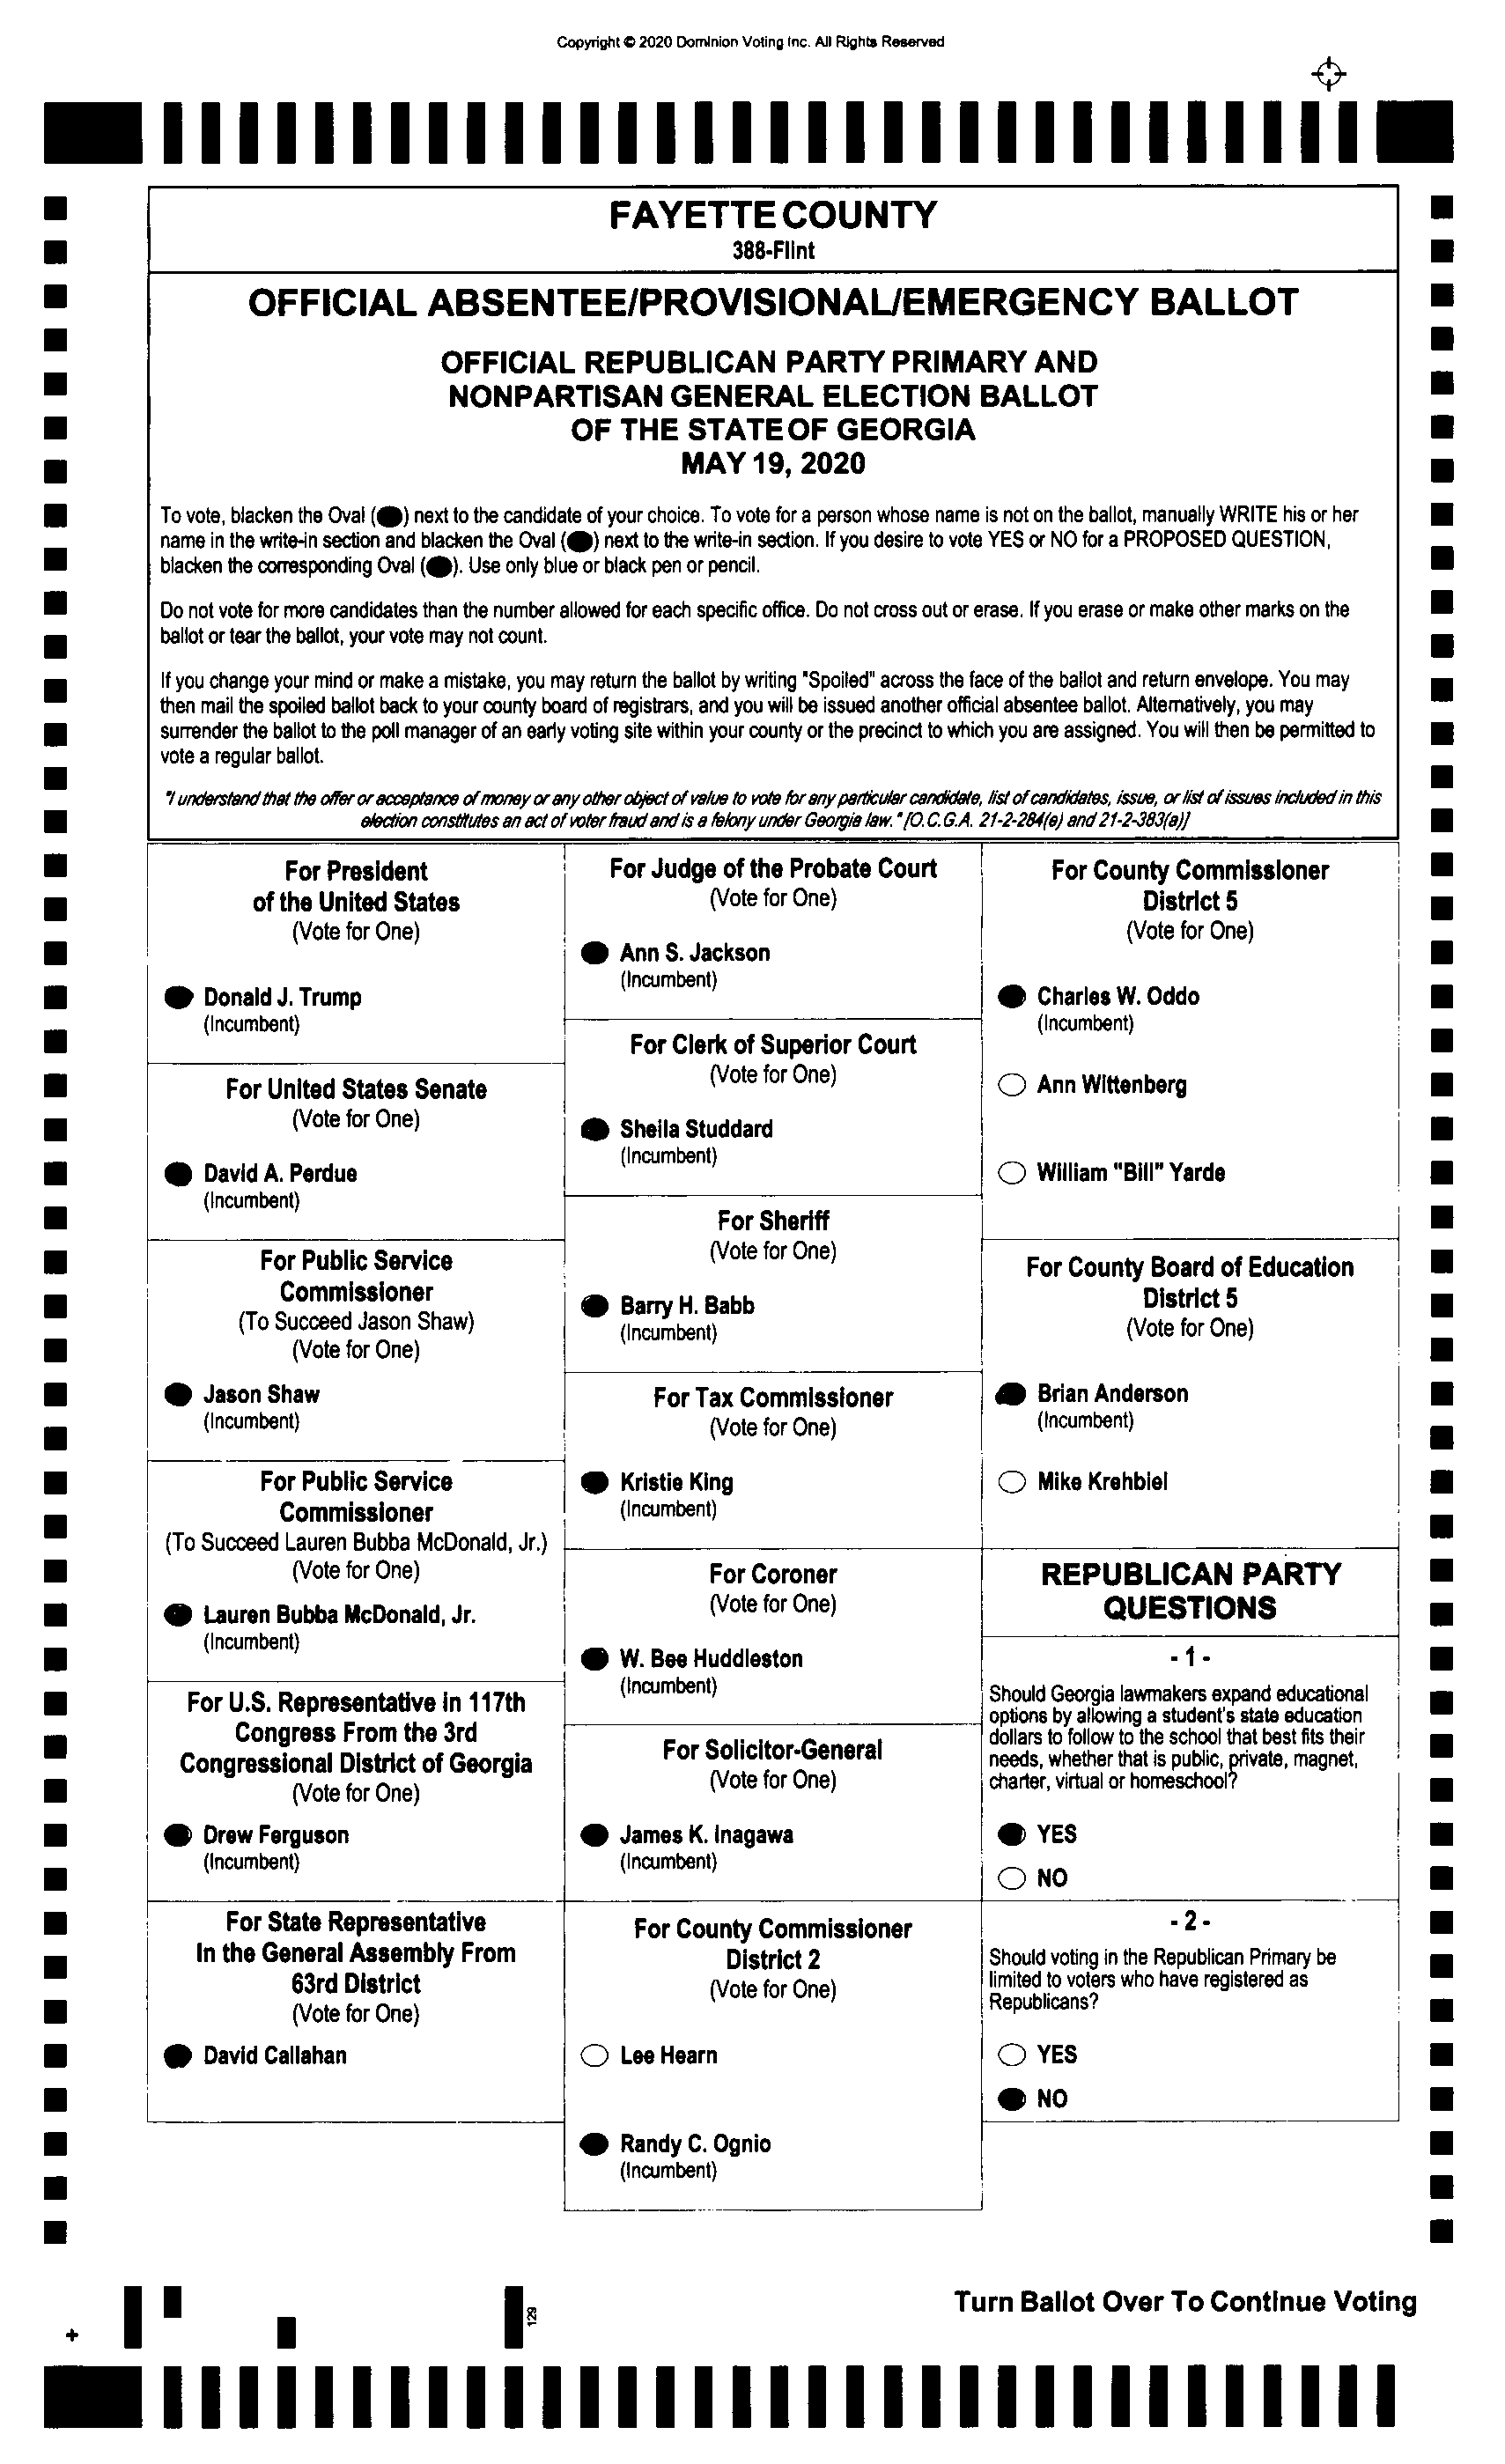 Copyright © 2020 Dominion Voting Inc. All Rights Reserved
FAYETTE COUNTY
388-Flint
OFFICIAL ABSENTEE/PROVISIONAL/EMERGENCY BALLOT
OFFICIAL REPUBLICAN PARTY PRIMARY AND
NONPARTISAN GENERAL ELECTION BALLOT
OF THE STATE OF GEORGIA
MAY 19, 2020
To vote, blacken the Oval ( ) next to the candidate of your choice. To vote for a person whose name is not on the ballot, manually WRITE his or her
name in the write-in section and blacken the Oval ( ) next to the write-in section. If you desire to vote YES or NO for a PROPOSED QUESTION,
blacken the corresponding Oval ( ). Use only blue or black pen or pencil.
Do not vote for more candidates than the number allowed for each specific office. Do not cross out or erase. If you erase or make other marks on the
ballot or tear the ballot, your vote may not count.
If you change your mind or make a mistake, you may return the ballot by writing "Spoiled" across the face of the ballot and return envelope. You may
then mail the spoiled ballot back to your county board of registrars, and you will be issued another official absentee ballot. Alternatively, you may
surrender the ballot to the poll manager of an early voting site within your county or the precinct to which you are assigned. You will then be permitted to
vote a regular ballot.
"I understand that the offer or acceptance of money or any other object of value to vote for any particular candidate, list of candidates, issue, or list of issues included in this
election constitutes an act of voter fraud and is a felony under Georgia law." [O.C.G.A. 21-2-284(e) and 21-2-383(a)]
For President
of the United States
(Vote for One)
Donald J. Trump
(Incumbent)
For United States Senate
(Vote for One)
David A. Perdue
(Incumbent)
For Public Service
Commissioner
(To Succeed Jason Shaw)
(Vote for One)
Jason Shaw
(Incumbent)
For Public Service
Commissioner
(To Succeed Lauren Bubba McDonald, Jr.)
(Vote for One)
Lauren Bubba McDonald, Jr.
(Incumbent)
For U.S. Representative in 117th
Congress From the 3rd
Congressional District of Georgia
(Vote for One)
Drew Ferguson
(Incumbent)
For State Representative
In the General Assembly From
63rd District
(Vote for One)
David Callahan
For Judge of the Probate Court
(Vote for One)
Ann S. Jackson
(Incumbent)
For Clerk of Superior Court
(Vote for One)
Sheila Studdard
(Incumbent)
For Sheriff
(Vote for One)
Barry H. Babb
(Incumbent)
For Tax Commissioner
(Vote for One)
Kristie King
(Incumbent)
For Coroner
(Vote for One)
W. Bee Huddleston
(Incumbent)
For Solicitor-General
(Vote for One)
James K. Inagawa
(Incumbent)
For County Commissioner
District 2
(Vote for One)
Lee Hearn
Randy C. Ognio
(Incumbent)
For County Commissioner
District 5
(Vote for One)
Charles W. Oddo
(Incumbent)
Ann Wittenberg
William "Bill" Yarde
For County Board of Education
District 5
(Vote for One)
Brian Anderson
(Incumbent)
Mike Krehbiel
REPUBLICAN PARTY
QUESTIONS
- 1 -
Should Georgia lawmakers expand educational
options by allowing a student's state education
dollars to follow to the school that best fits their
needs, whether that is public, private, magnet,
charter, virtual or homeschool?
YES
NO
- 2 -
Should voting in the Republican Primary be
limited to voters who have registered as
Republicans?
YES
NO
129
Turn Ballot Over To Continue Voting